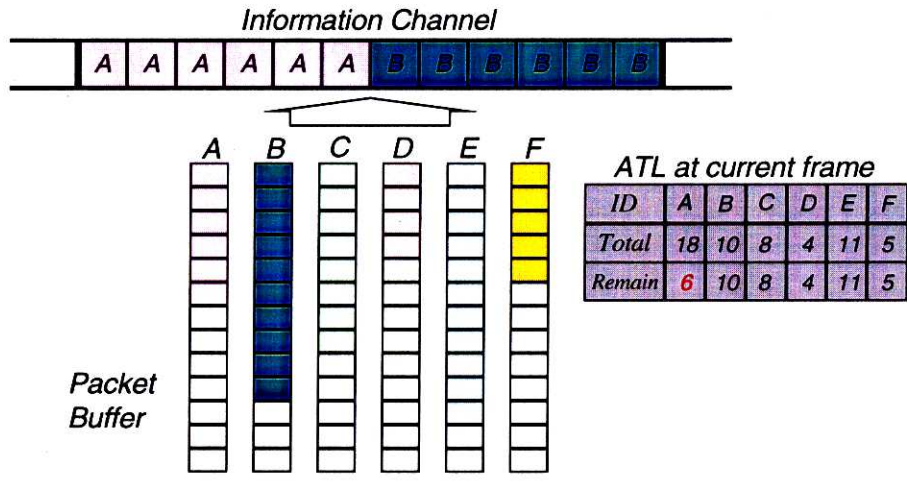 Information Channel
A A A A A A B B B B B B
A B C D E F
ATL at current frame
ID A B C D E F
Total 18 10 8 4 11 5
Remain 6 10 8 4 11 5
Packet
Buffer